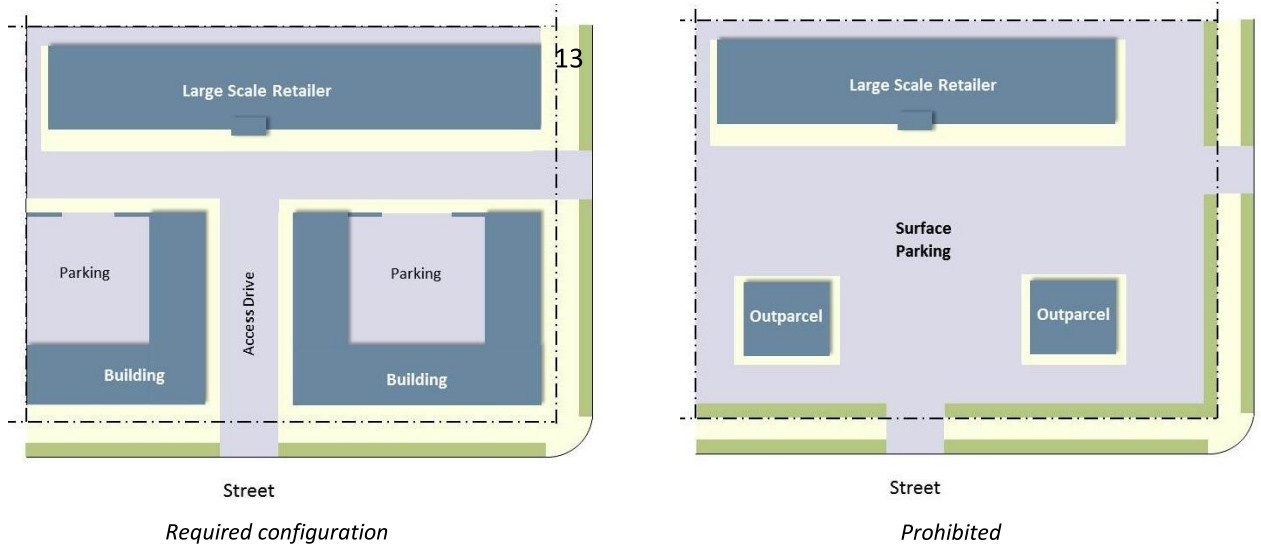 13
Large Scale Retailer
Parking
Access Drive
Parking
Building
Building
Street
Required configuration
Large Scale Retailer
Surface
Parking
Outparcel
Outparcel
Street
Prohibited